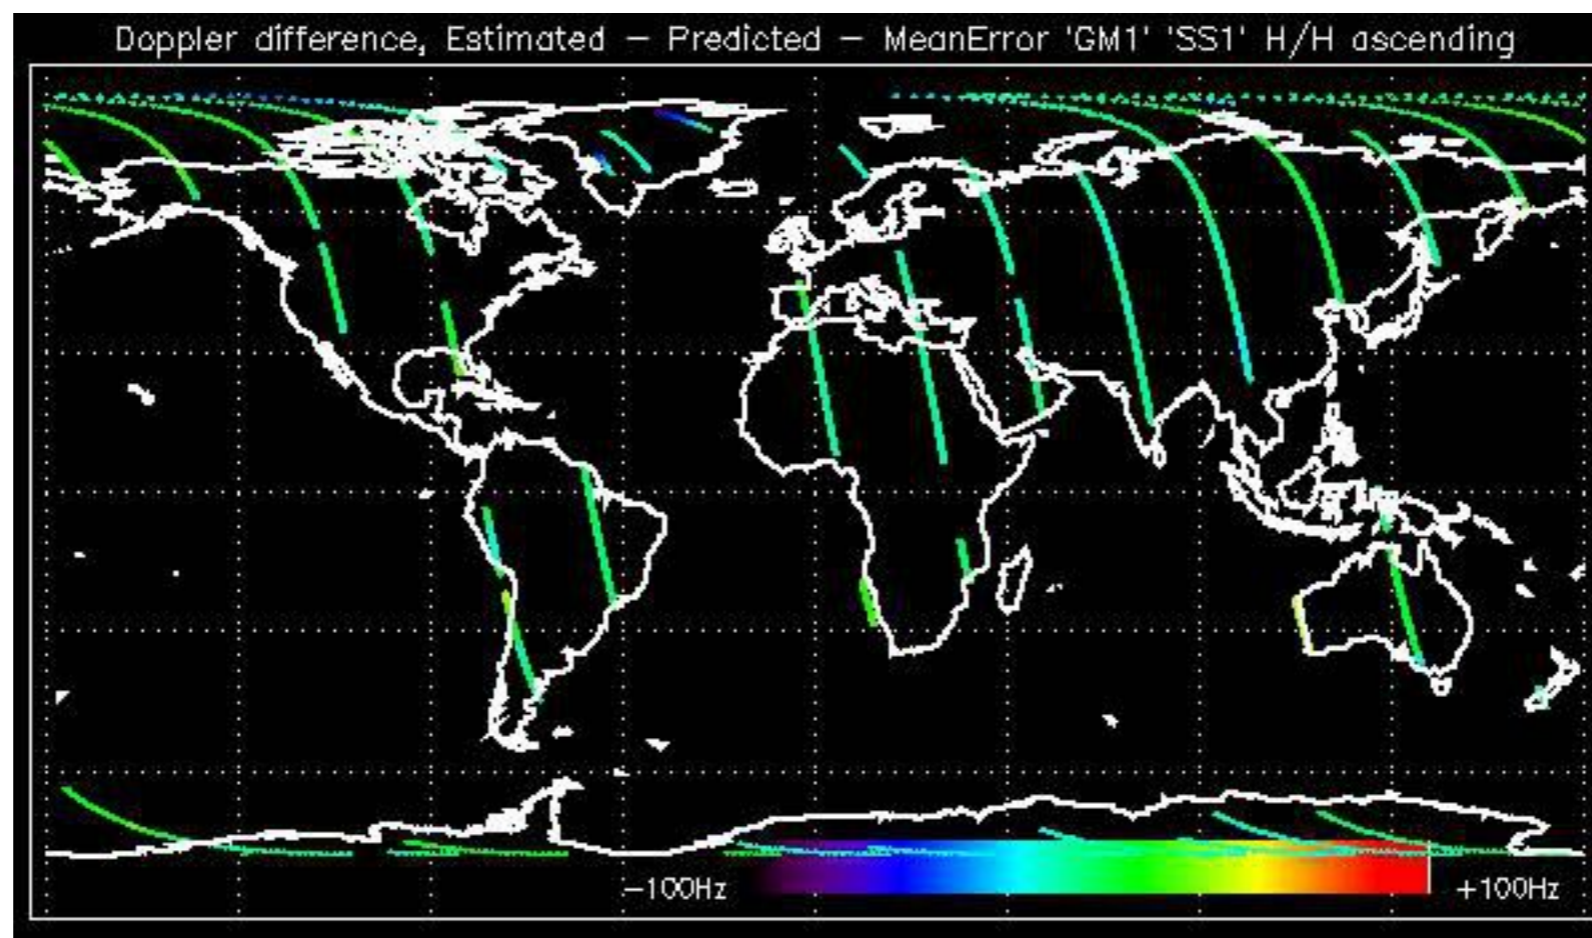 Doppler difference, Estimated – Predicted – MeanError 'GM1' 'SS1' H/H ascending
–100Hz +100Hz